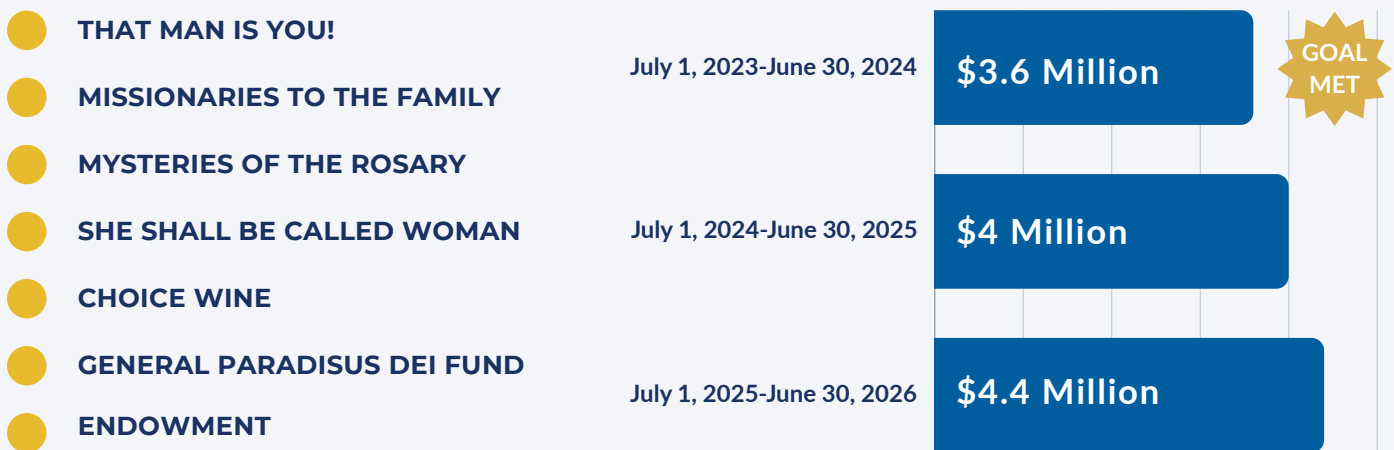 THAT MAN IS YOU!
MISSIONARIES TO THE FAMILY
MYSTERIES OF THE ROSARY
SHE SHALL BE CALLED WOMAN
CHOICE WINE
GENERAL PARADISUS DEI FUND
ENDOWMENT
July 1, 2023-June 30, 2024
$3.6 Million
GOAL
MET
July 1, 2024-June 30, 2025
$4 Million
July 1, 2025-June 30, 2026
$4.4 Million